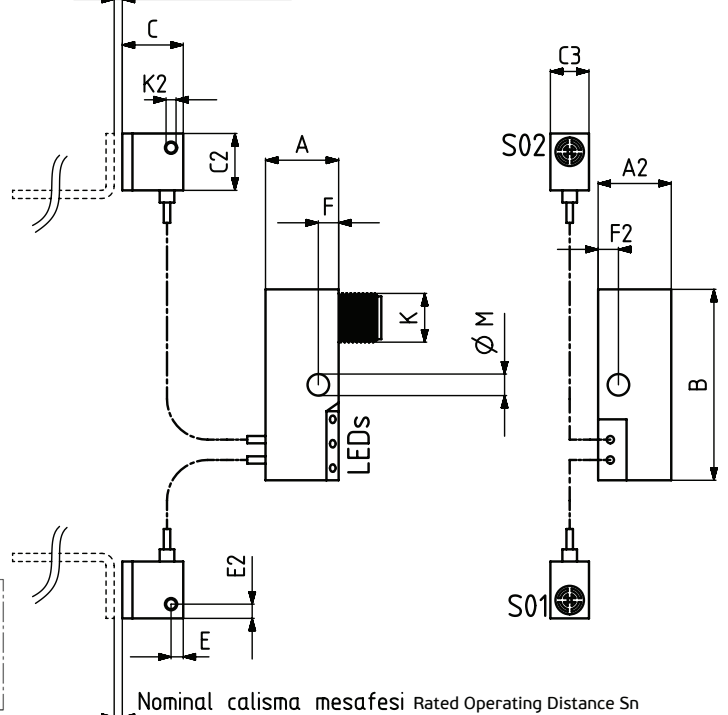 C
C3
K2
S02
A
C2
A2
F
F2
K
Ø M
B
LEDs
E2
S01
E
Nominal calisma mesafesi Rated Operating Distance Sn